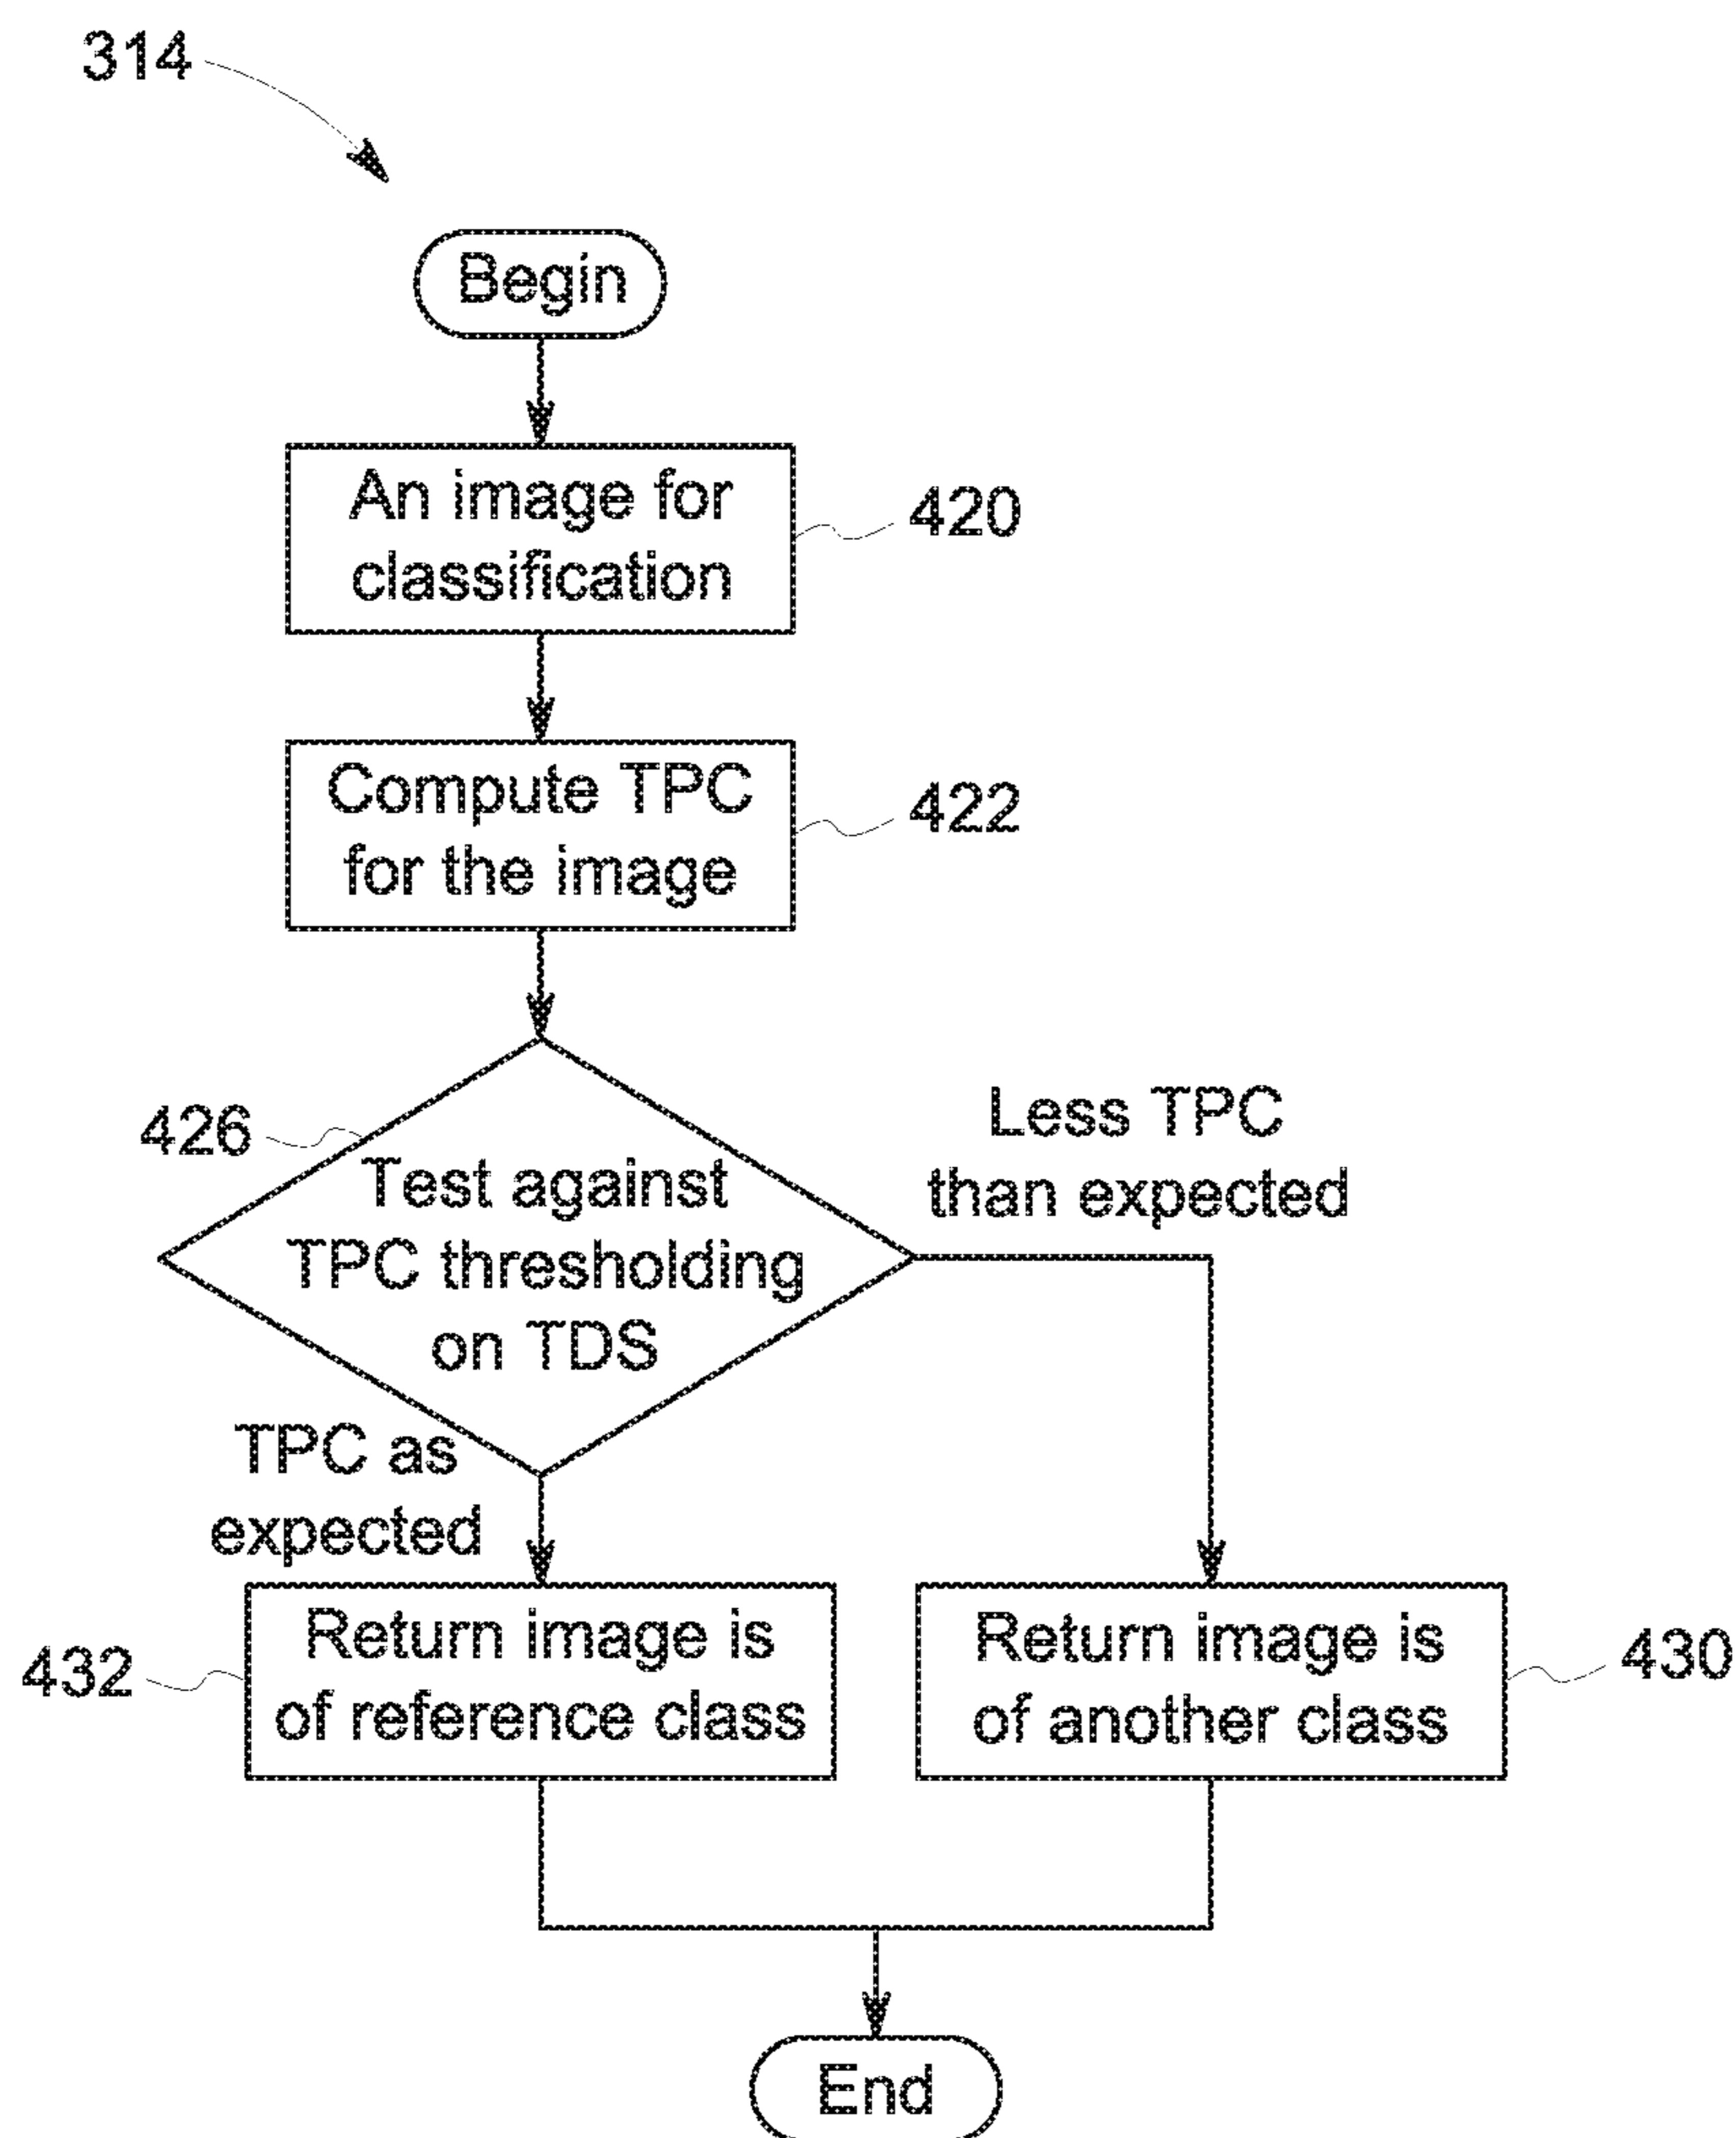 314
Begin
An image for
classification
420
Compute TPC
for the image
422
426
Test against
TPC thresholding
on TDS
Less TPC
than expected
TPC as
expected
432
Return image is
of reference class
Return image is
of another class
430
End